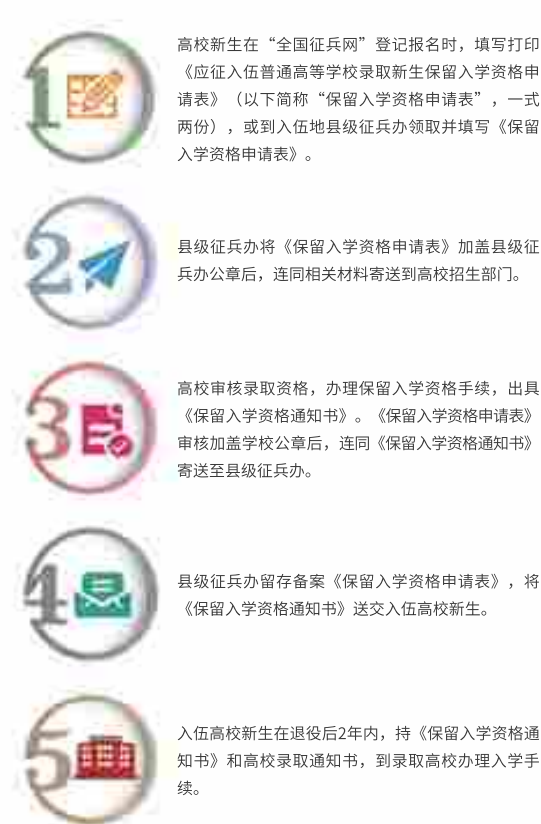 1
高校新生在“全国征兵网”登记报名时，填写打印
《应征入伍普通高等学校录取新生保留入学资格申
请表》（以下简称“保留入学资格申请表”，一式
两份），或到入伍地县级征兵办领取并填写《保留
入学资格申请表》。
2
县级征兵办将《保留入学资格申请表》加盖县级征
兵办公章后，连同相关材料寄送到高校招生部门。
3
高校审核录取资格，办理保留入学资格手续，出具
《保留入学资格通知书》。《保留入学资格申请表》
审核加盖学校公章后，连同《保留入学资格通知书》
寄送至县级征兵办。
4
县级征兵办留存备案《保留入学资格申请表》，将
《保留入学资格通知书》送交入伍高校新生。
5
入伍高校新生在退役后2年内，持《保留入学资格通
知书》和高校录取通知书，到录取高校办理入学手
续。